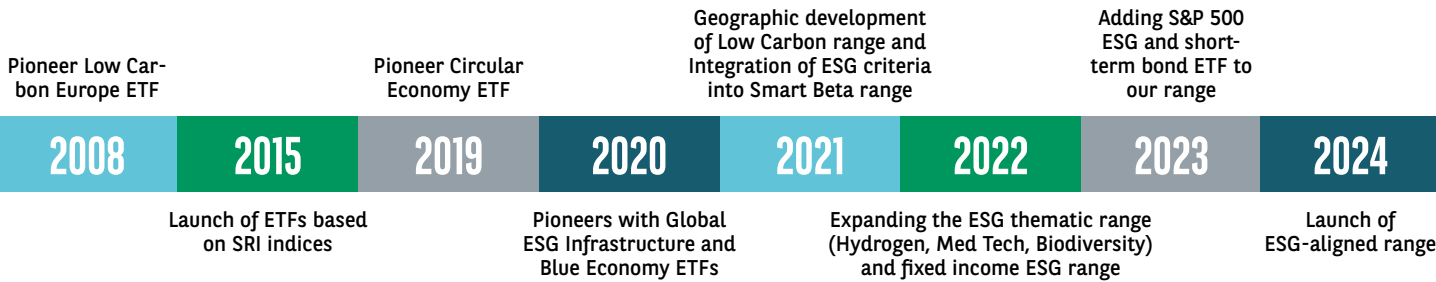 Pioneer Low Car-
bon Europe ETF
2008
2015
Launch of ETFs based
on SRI indices
Pioneer Circular
Economy ETF
2019
2020
Pioneers with Global
ESG Infrastructure and
Blue Economy ETFs
Geographic development
of Low Carbon range and
Integration of ESG criteria
into Smart Beta range
2021
2022
Expanding the ESG thematic range
(Hydrogen, Med Tech, Biodiversity)
and fixed income ESG range
Adding S&P 500
ESG and short-
term bond ETF to
our range
2023
2024
Launch of
ESG-aligned range